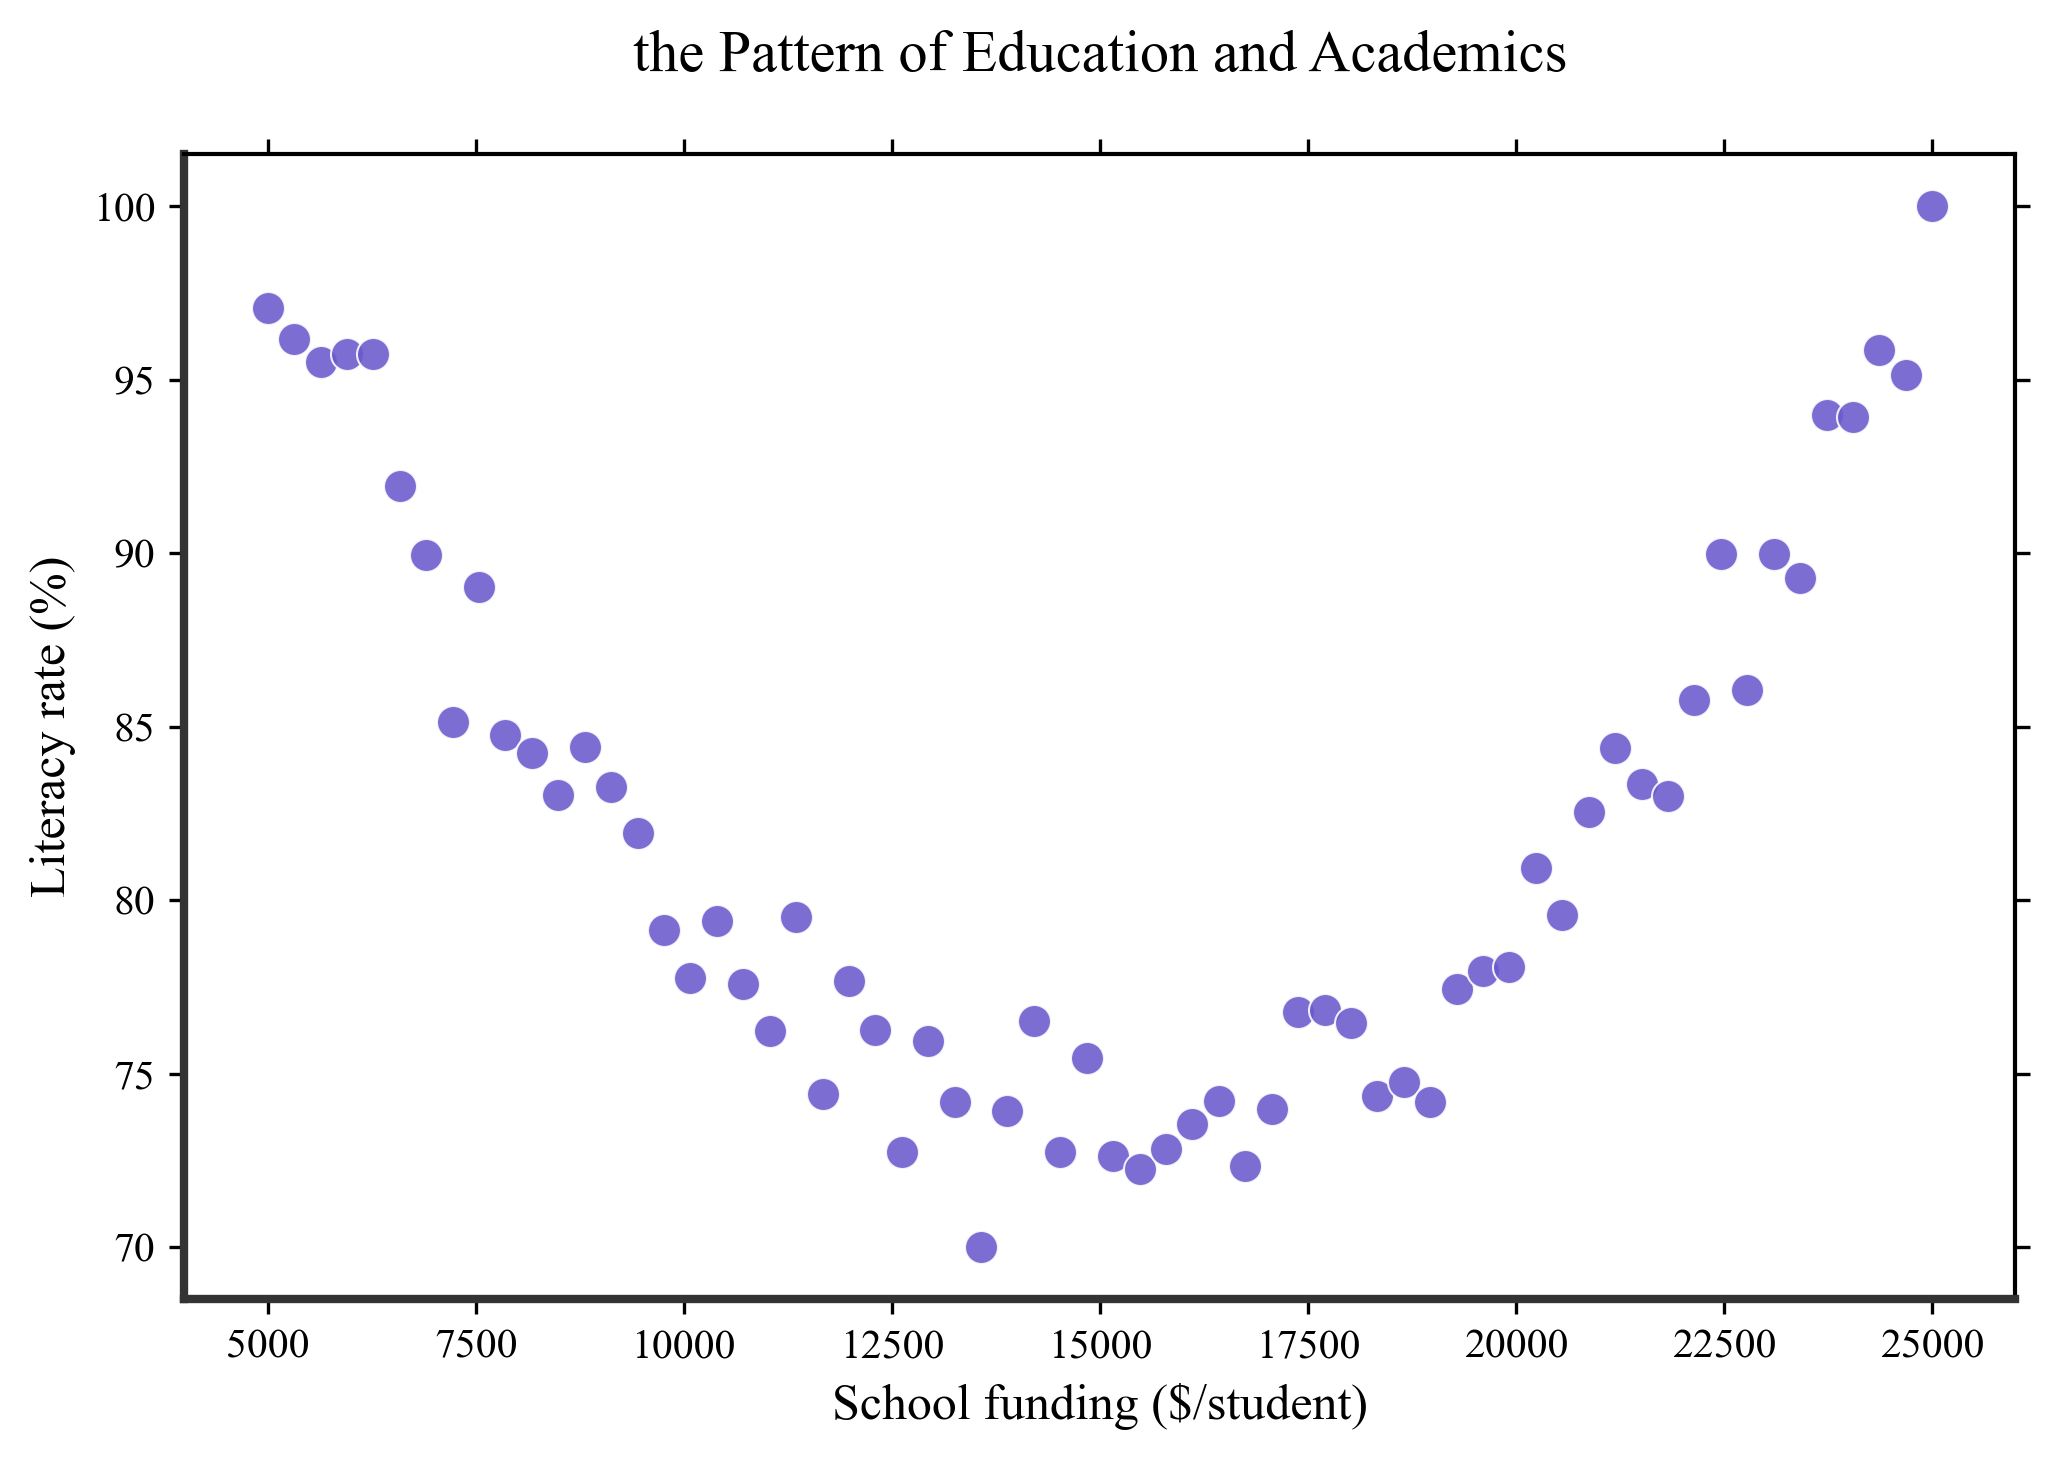 the Pattern of Education and Academics
100
95
90
85
80
75
70
Literacy rate (%)
5000 7500 10000 12500 15000 17500 20000 22500 25000
School funding ($/student)